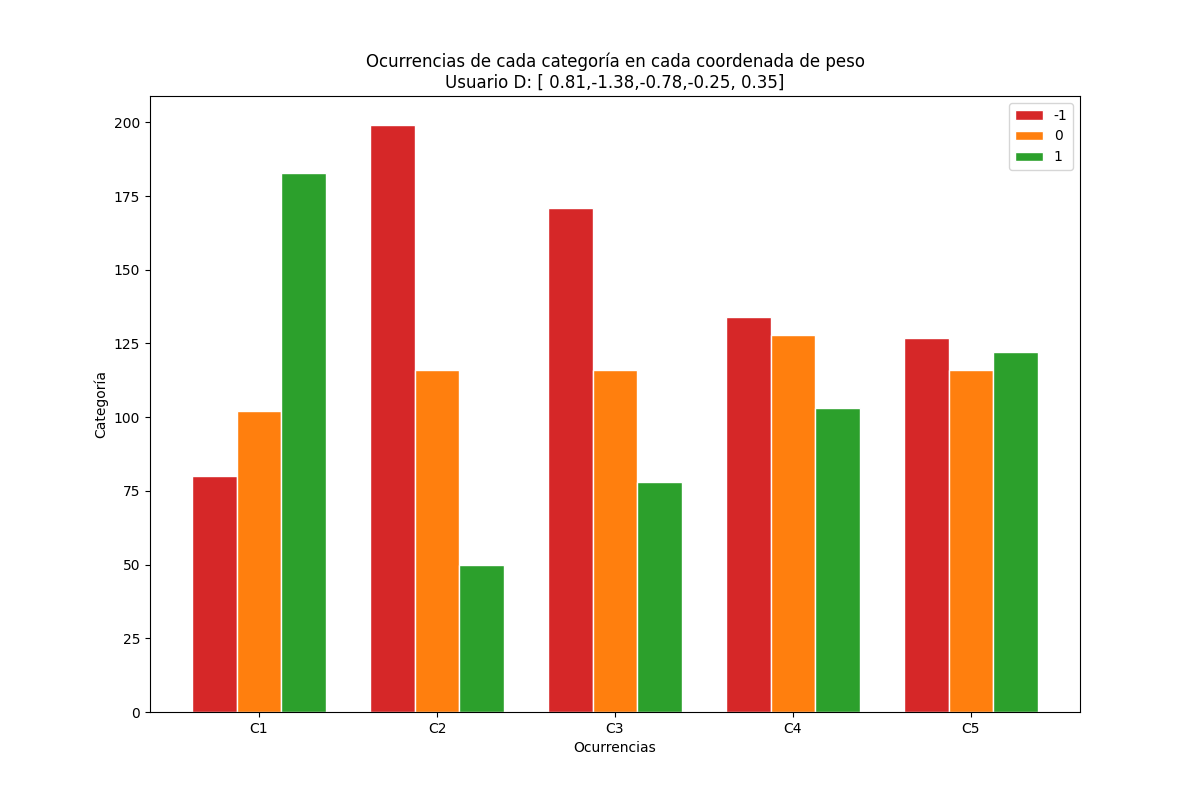 Ocurrencias de cada categoría en cada coordenada de peso
Usuario D: [ 0.81,-1.38,-0.78,-0.25, 0.35]
-1
0
1
200
175
150
125
100
75
50
25
0
Categoría
C1 C2 C3 C4 C5
Ocurrencias